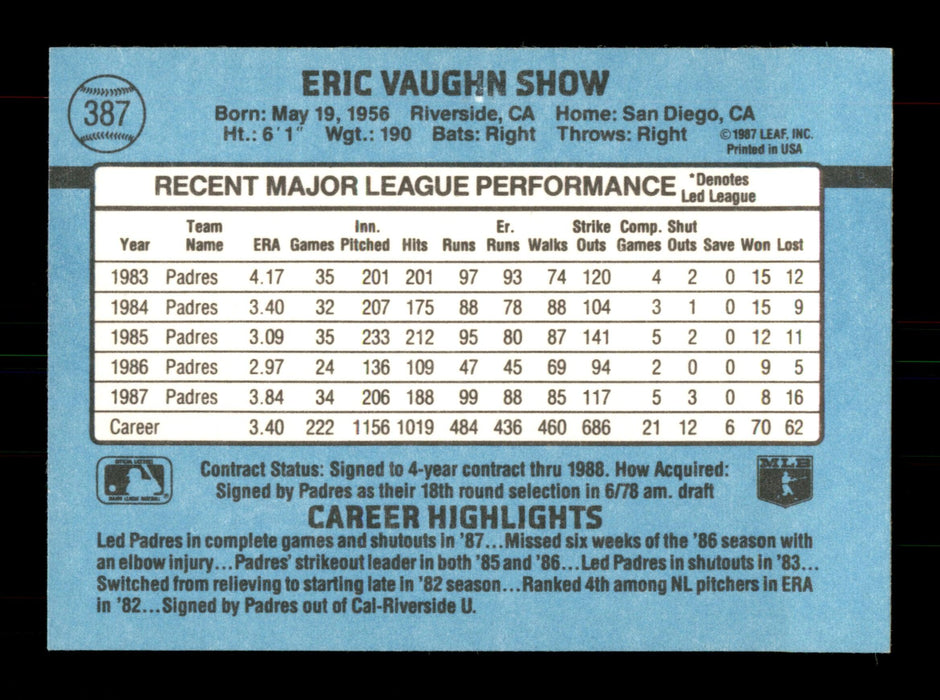 387
ERIC VAUGHN SHOW
Born: May 19, 1956 Riverside, CA Home: San Diego, CA
Ht.: 6'1" Wgt.: 190 Bats: Right Throws: Right
©1987 LEAF, INC.
Printed in USA
RECENT MAJOR LEAGUE PERFORMANCE *Denotes Led League
Year Team Name ERA Games Inn. Pitched Hits Runs Er. Runs Walks Strike Outs Comp. Games Shut Outs Save Won Lost
1983 Padres 4.17 35 201 201 97 93 74 120 4 2 0 15 12
1984 Padres 3.40 32 207 175 88 78 88 104 3 1 0 15 9
1985 Padres 3.09 35 233 212 95 80 87 141 5 2 0 12 11
1986 Padres 2.97 24 136 109 47 45 69 94 2 0 0 9 5
1987 Padres 3.84 34 206 188 99 88 85 117 5 3 0 8 16
Career 3.40 222 1156 1019 484 436 460 686 21 12 6 70 62
Contract Status: Signed to 4-year contract thru 1988. How Acquired:
Signed by Padres as their 18th round selection in 6/78 am. draft
MLB
CAREER HIGHLIGHTS
Led Padres in complete games and shutouts in '87...Missed six weeks of the '86 season with
an elbow injury...Padres' strikeout leader in both '85 and '86...Led Padres in shutouts in '83...
Switched from relieving to starting late in '82 season...Ranked 4th among NL pitchers in ERA
in '82...Signed by Padres out of Cal-Riverside U.